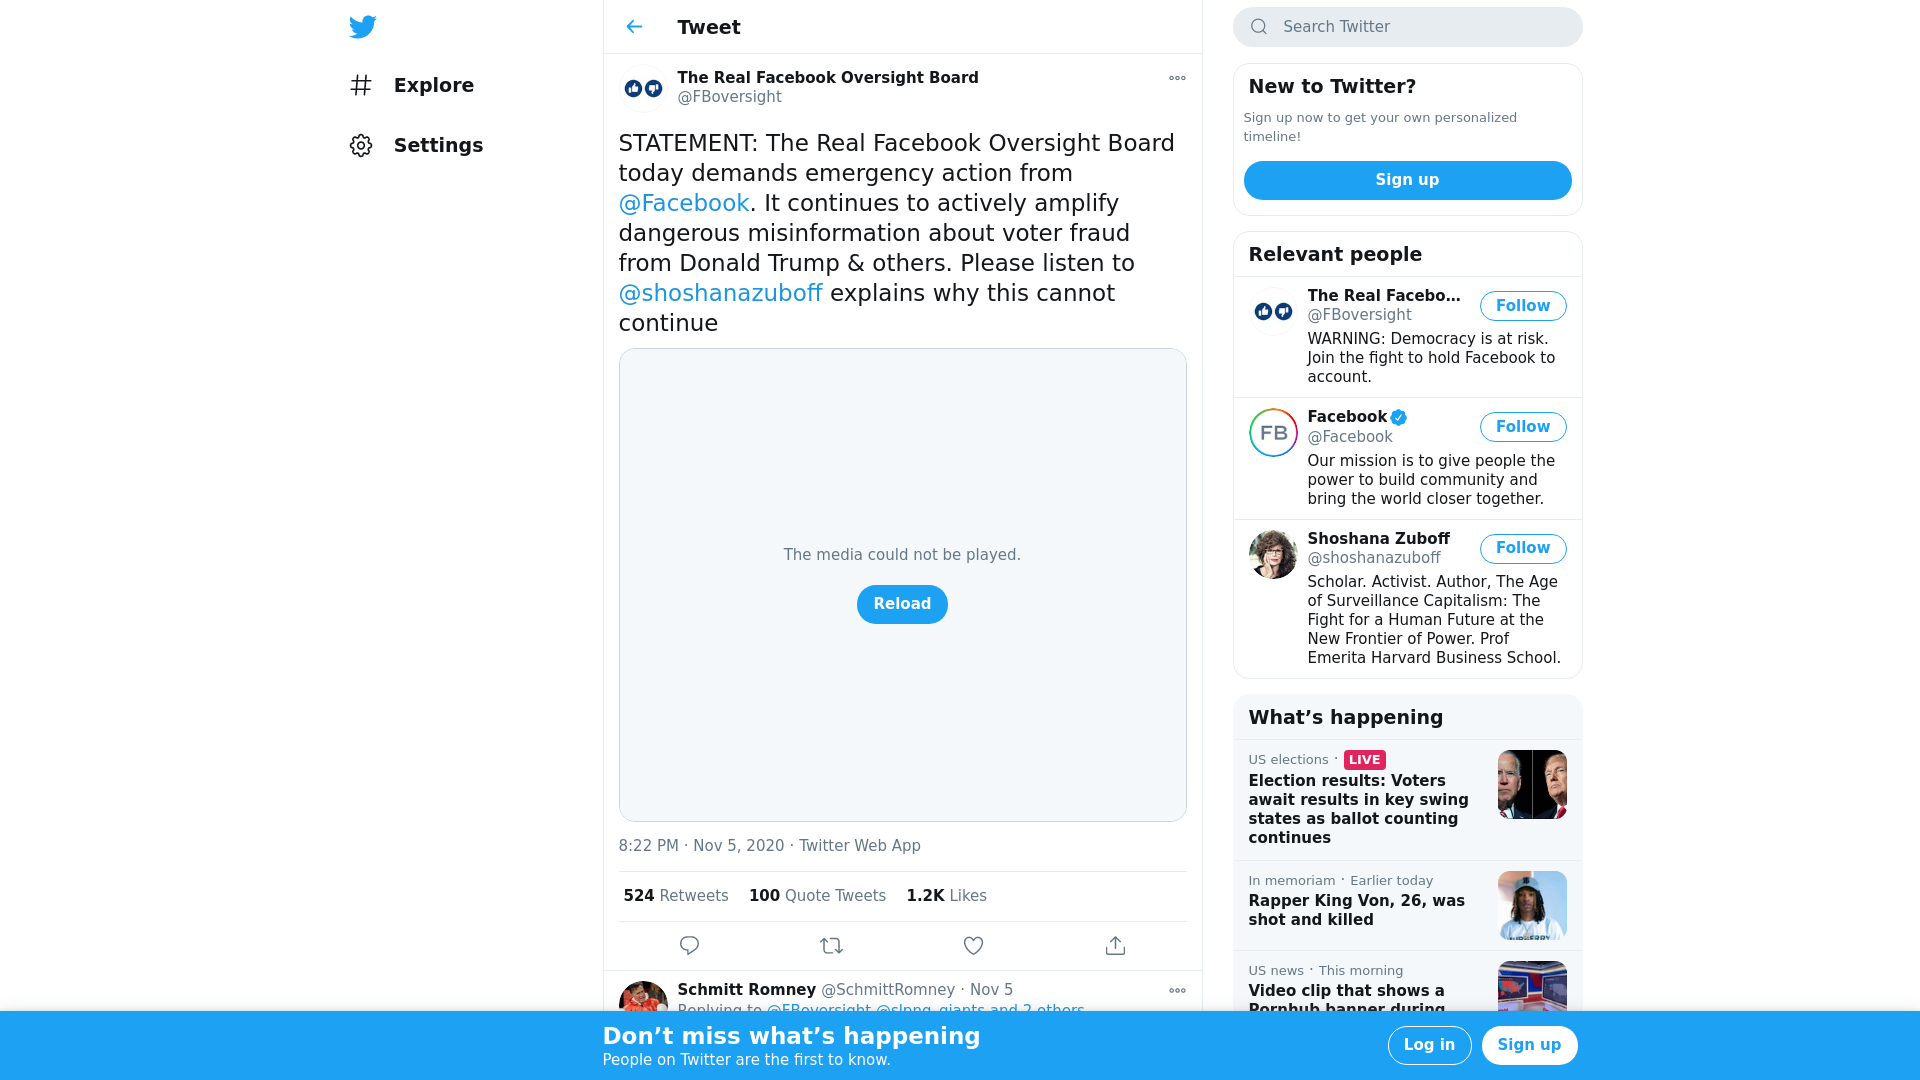 Explore
Settings
Tweet
The Real Facebook Oversight Board
@FBoversight
STATEMENT: The Real Facebook Oversight Board
today demands emergency action from
@Facebook. It continues to actively amplify
dangerous misinformation about voter fraud
from Donald Trump & others. Please listen to
@shoshanazuboff explains why this cannot
continue
The media could not be played.
Reload
8:22 PM · Nov 5, 2020 · Twitter Web App
524 Retweets 100 Quote Tweets 1.2K Likes
Schmitt Romney @SchmittRomney · Nov 5
Replying to @FBoversight @slpng_giants and 2 others
Search Twitter
New to Twitter?
Sign up now to get your own personalized
timeline!
Sign up
Relevant people
The Real Facebo…
@FBoversight
Follow
WARNING: Democracy is at risk.
Join the fight to hold Facebook to
account.
FB
Facebook
@Facebook
Follow
Our mission is to give people the
power to build community and
bring the world closer together.
Shoshana Zuboff
@shoshanazuboff
Follow
Scholar. Activist. Author, The Age
of Surveillance Capitalism: The
Fight for a Human Future at the
New Frontier of Power. Prof
Emerita Harvard Business School.
What’s happening
US elections · LIVE
Election results: Voters
await results in key swing
states as ballot counting
continues
In memoriam · Earlier today
Rapper King Von, 26, was
shot and killed
US news · This morning
Video clip that shows a
Pornhub banner during
Don’t miss what’s happening
People on Twitter are the first to know.
Log in
Sign up